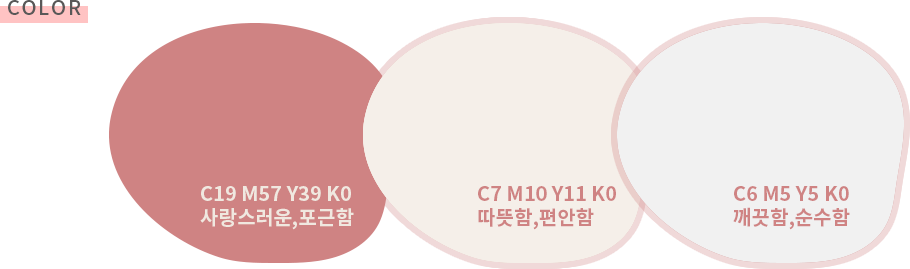 COLOR
C19 M57 Y39 K0
사랑스러운,포근함
C7 M10 Y11 K0
따뜻함,편안함
C6 M5 Y5 K0
깨끗함,순수함